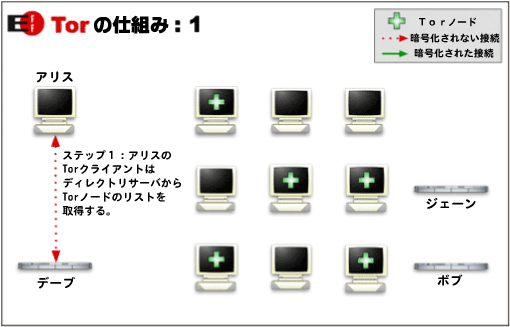 EFF Torの仕組み:1
Torノード
暗号化されない接続
暗号化された接続
アリス
ステップ1:アリスの
Torクライアントは
ディレクトリサーバから
Torノードのリストを
取得する。
ジェーン
デーブ
ボブ